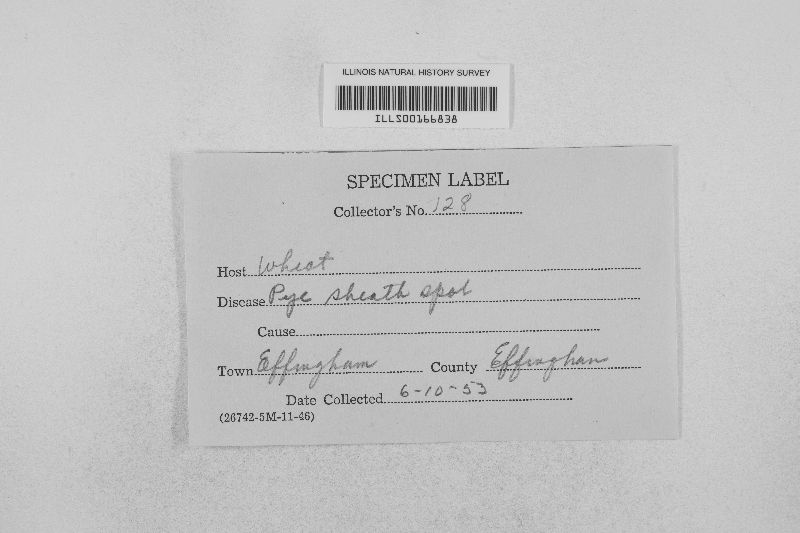 ILLINOIS NATURAL HISTORY SURVEY
ILLS00166838
SPECIMEN LABEL
Collector's No. 128
Host Wheat
Disease Pyc sheath spot
Cause
Town Effingham County Effingham
Date Collected 6-10-53
(26742-5M-11-46)